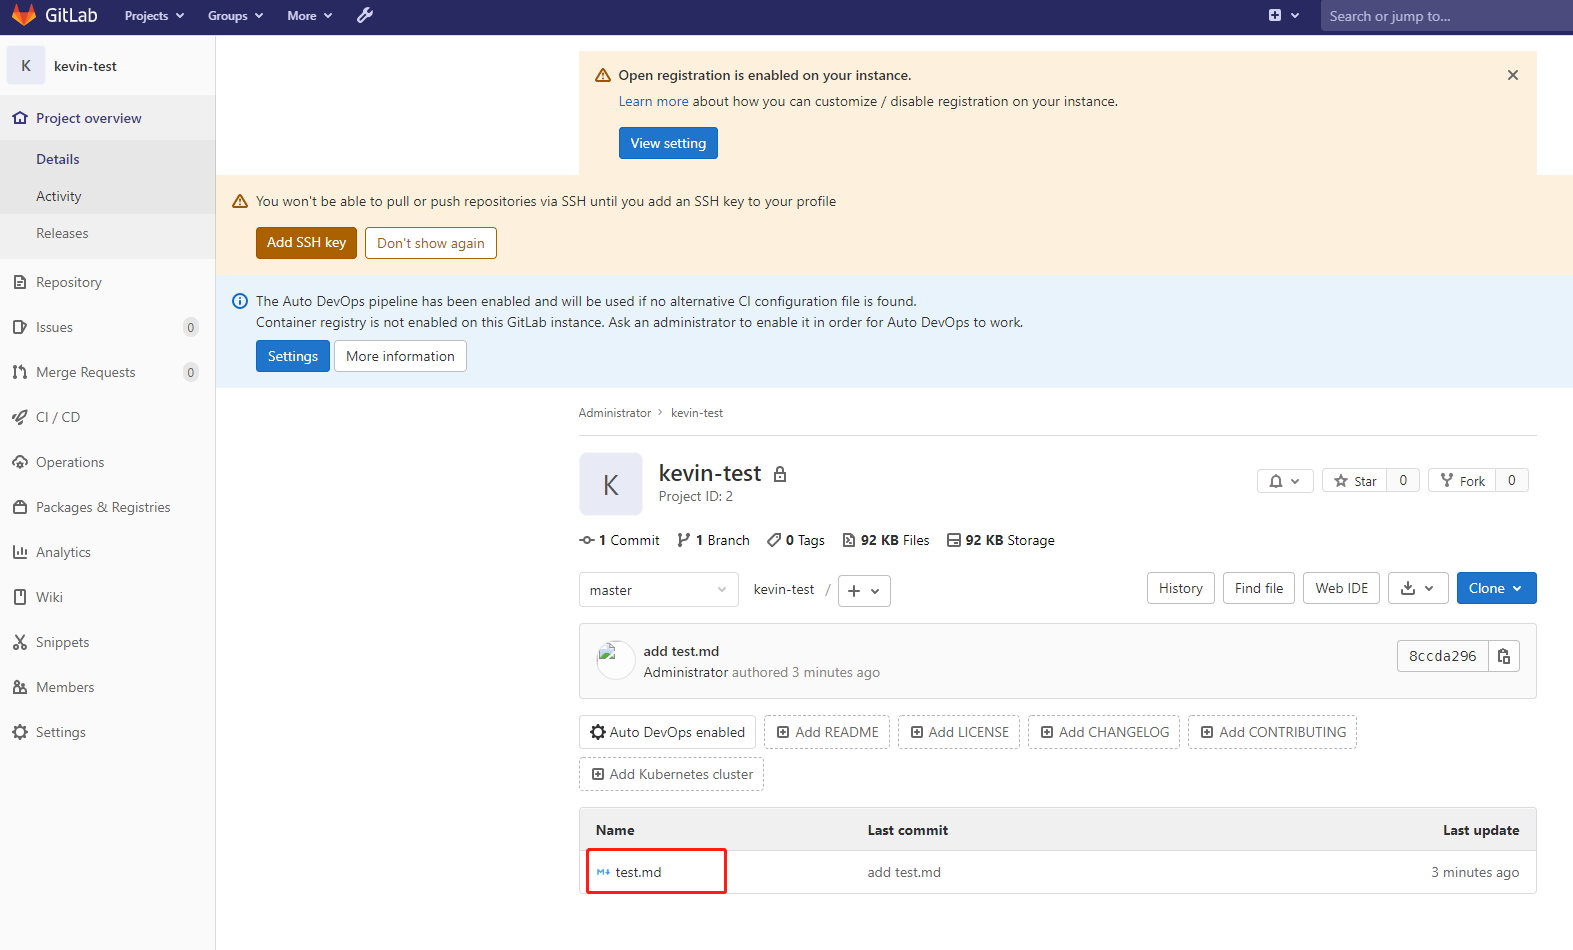 GitLab Projects Groups More Search or jump to...
K kevin-test
Project overview
Details
Activity
Releases
Repository
Issues 0
Merge Requests 0
CI / CD
Operations
Packages & Registries
Analytics
Wiki
Snippets
Members
Settings
Open registration is enabled on your instance.
Learn more about how you can customize / disable registration on your instance.
View setting
You won't be able to pull or push repositories via SSH until you add an SSH key to your profile
Add SSH key Don't show again
The Auto DevOps pipeline has been enabled and will be used if no alternative CI configuration file is found.
Container registry is not enabled on this GitLab instance. Ask an administrator to enable it in order for Auto DevOps to work.
Settings More information
Administrator > kevin-test
K kevin-test
Project ID: 2
Star 0 Fork 0
1 Commit 1 Branch 0 Tags 92 KB Files 92 KB Storage
master kevin-test / + History Find file Web IDE Clone
add test.md
Administrator authored 3 minutes ago
8ccda296
Auto DevOps enabled Add README Add LICENSE Add CHANGELOG Add CONTRIBUTING
Add Kubernetes cluster
Name Last commit Last update
M↓ test.md add test.md 3 minutes ago